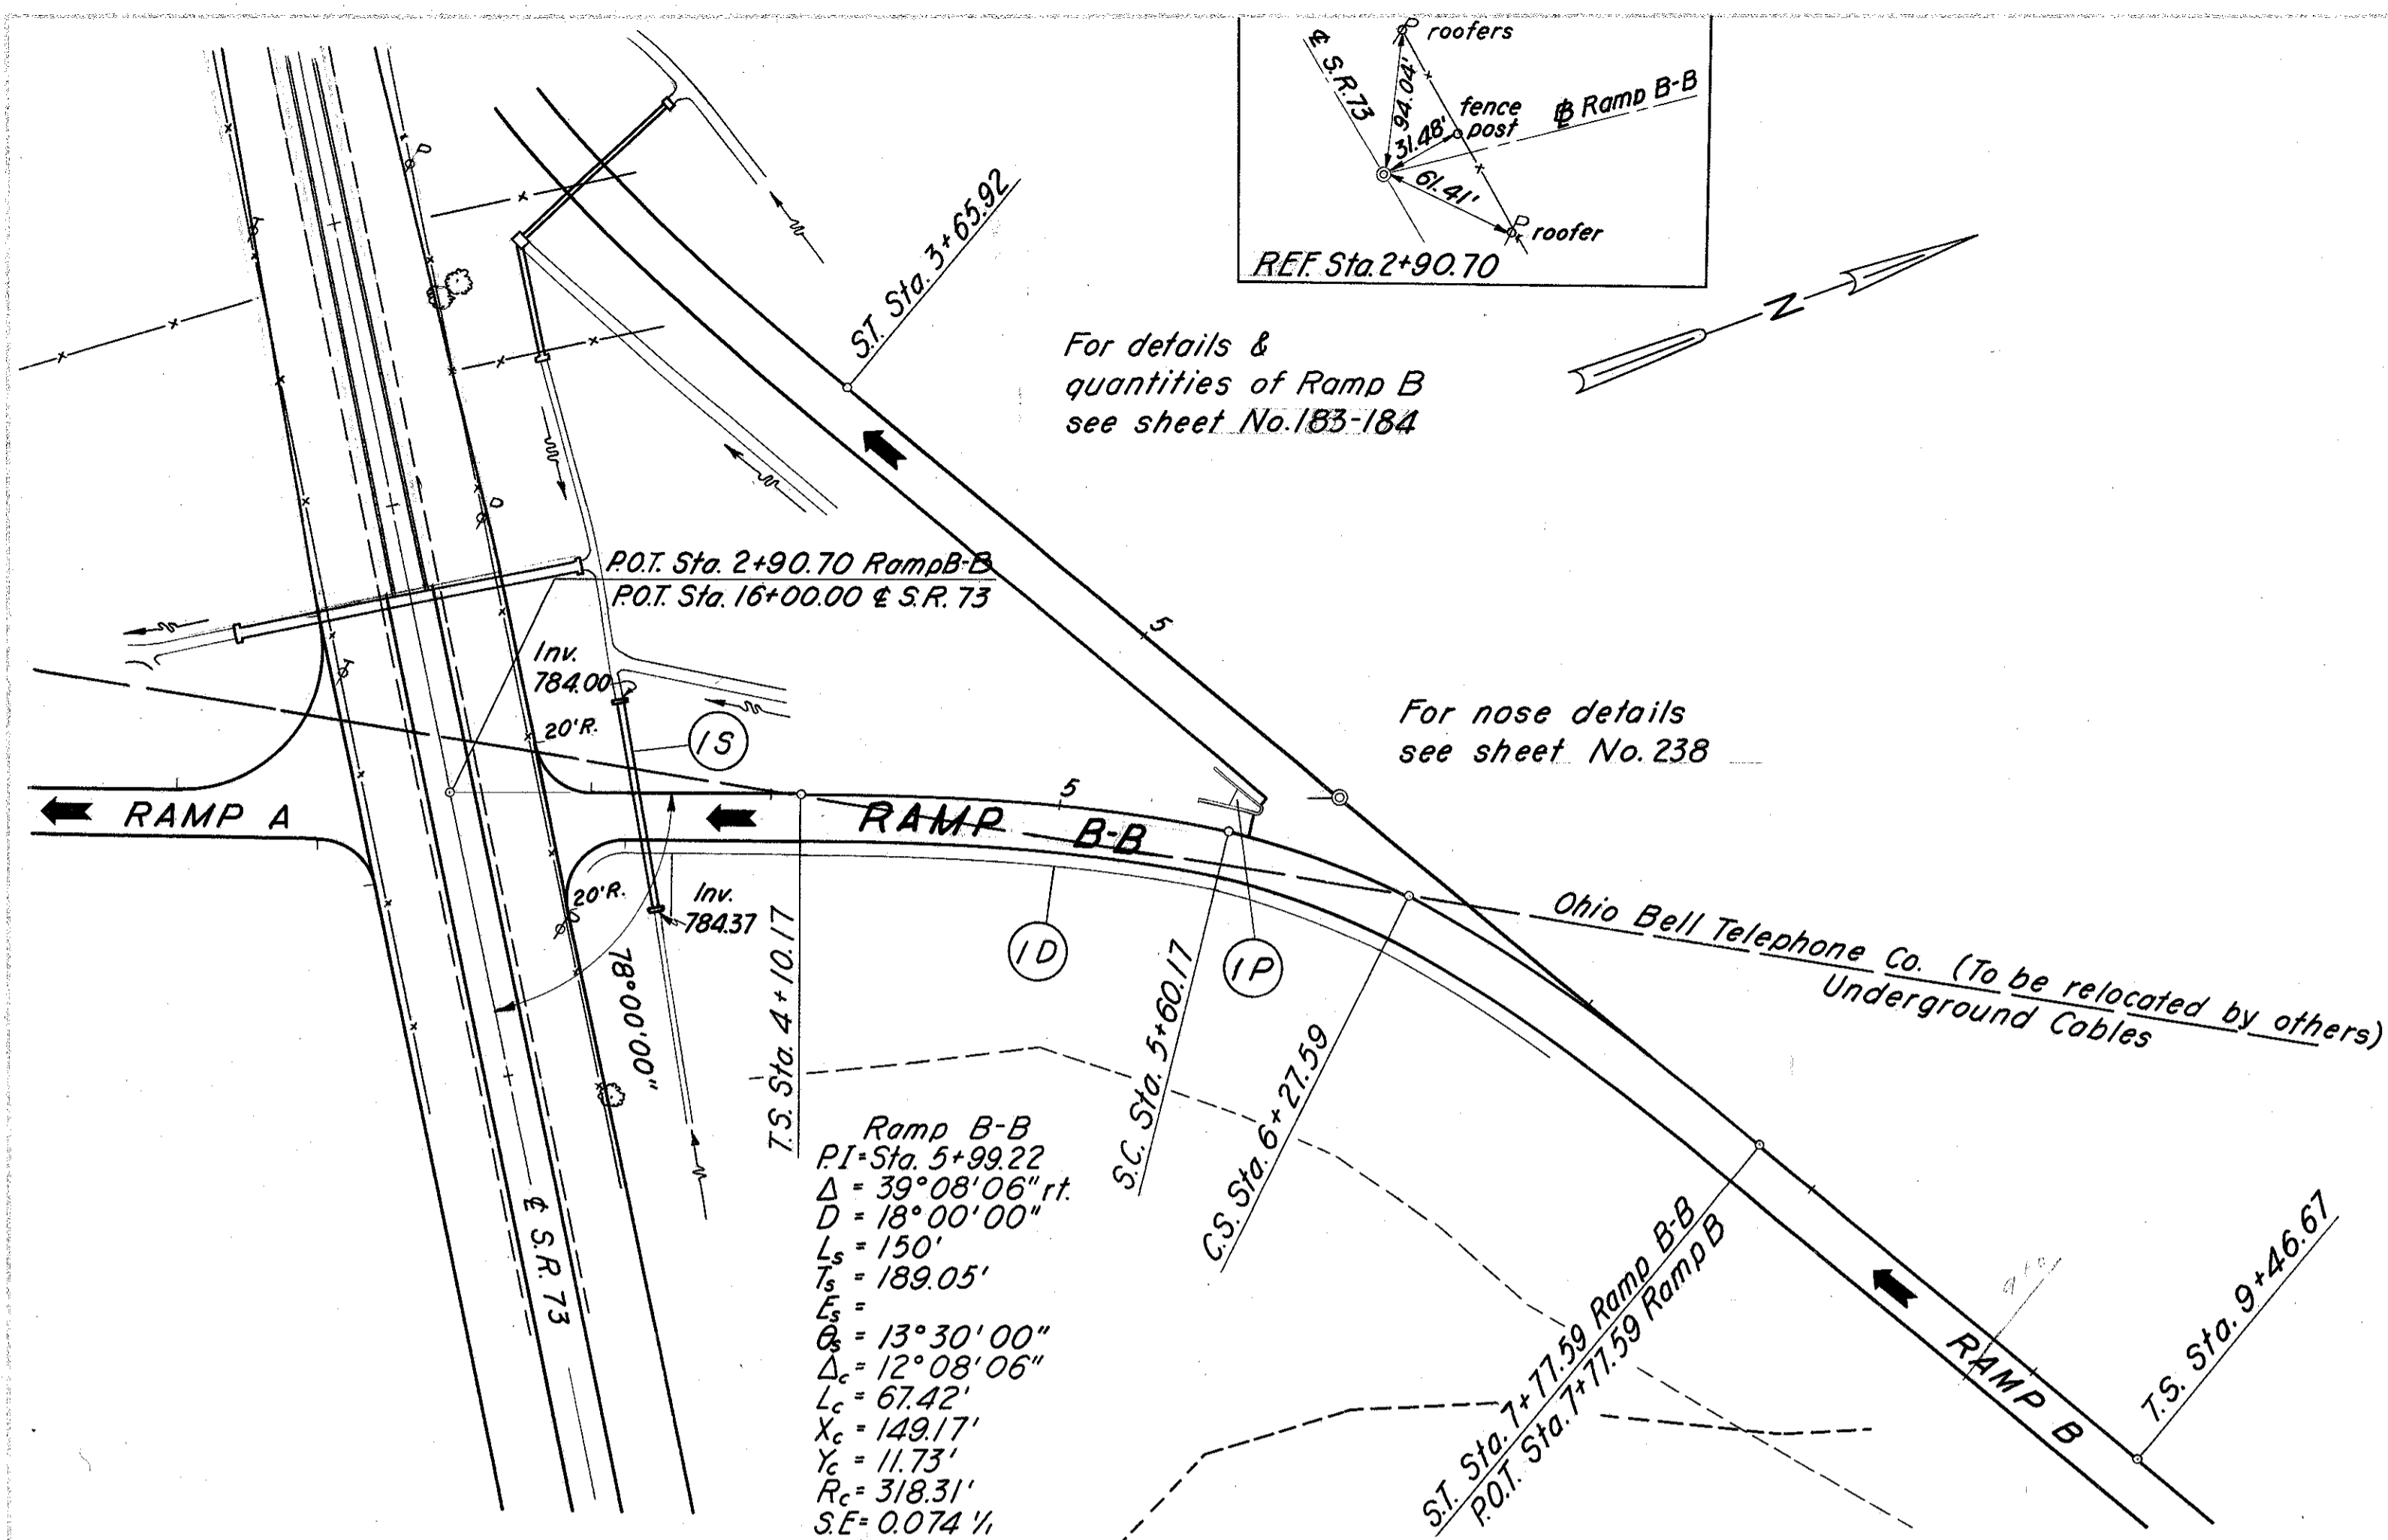 roofers
₵ S.R. 73
94.04'
fence
post
31.48'
₧ Ramp B-B
61.41'
roofer
REF. Sta. 2+90.70
N
S.T. Sta. 3+65.92
For details &
quantities of Ramp B
see sheet No. 183-184
P.O.T. Sta. 2+90.70 Ramp B-B
P.O.T. Sta. 16+00.00 ₵ S.R. 73
5
Inv.
784.00
20'R.
1S
For nose details
see sheet No. 238
RAMP A
5
RAMP B-B
20'R.
Inv.
784.37
78°00'00"
1D
1P
Ohio Bell Telephone Co. (To be relocated by others)
Underground Cables
T.S. Sta. 4+10.17
S.C. Sta. 5+60.17
C.S. Sta. 6+27.59
S.T. Sta. 7+77.59 Ramp B-B
P.O.T. Sta. 7+77.59 Ramp B
T.S. Sta. 9+46.67
RAMP B
₵ S.R. 73
Ramp B-B
P.I = Sta. 5+99.22
Δ = 39°08'06" rt.
D = 18°00'00"
Ls = 150'
Ts = 189.05'
Es =
θs = 13°30'00"
Δc = 12°08'06"
Lc = 67.42'
Xc = 149.17'
Yc = 11.73'
Rc = 318.31'
S.E = 0.074 1/1